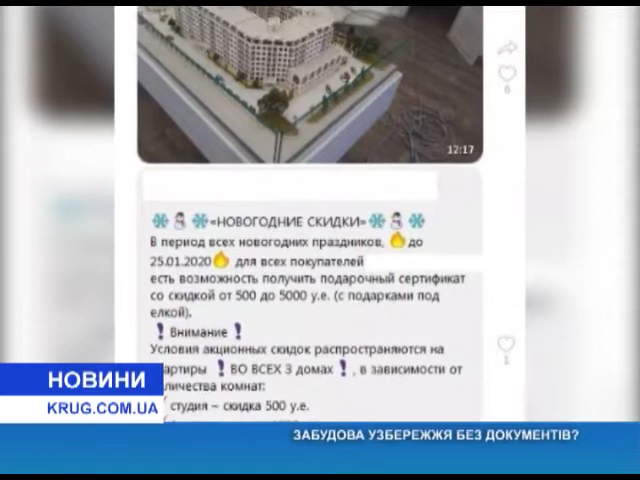 12:17
6
❄⛄❄«НОВОГОДНИЕ СКИДКИ»❄⛄❄
В период всех новогодних праздников, 🔥до
25.01.2020🔥 для всех покупателей
есть возможность получить подарочный сертификат
со скидкой от 500 до 5000 у.е. (с подарками под
елкой).
❗Внимание❗
Условия акционных скидок распространяются на
❗ВО ВСЕХ 3 домах❗, в зависимости от
комнат:
студия – скидка 500 у.е.
НОВИНИ
KRUG.COM.UA
ЗАБУДОВА УЗБЕРЕЖЖЯ БЕЗ ДОКУМЕНТІВ?